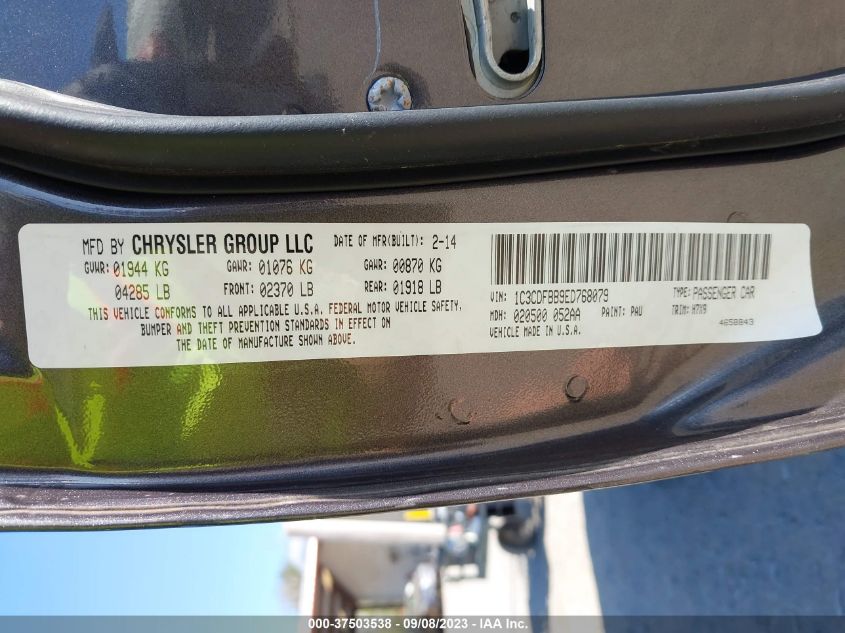 MFD BY CHRYSLER GROUP LLC DATE OF MFR(BUILT): 2-14
GVWR: 01944 KG GAWR: 01076 KG GAWR: 00870 KG
04285 LB FRONT: 02370 LB REAR: 01918 LB
THIS VEHICLE CONFORMS TO ALL APPLICABLE U.S.A. FEDERAL MOTOR VEHICLE SAFETY,
BUMPER AND THEFT PREVENTION STANDARDS IN EFFECT ON
THE DATE OF MANUFACTURE SHOWN ABOVE.
VIN: 1C3CDFBB9ED768079 TYPE: PASSENGER CAR
MDH: 020500 052AA PAINT: PAU TRIM: H7X9
VEHICLE MADE IN U.S.A. 4658843
000-37503538 - 09/08/2023 - IAA Inc.